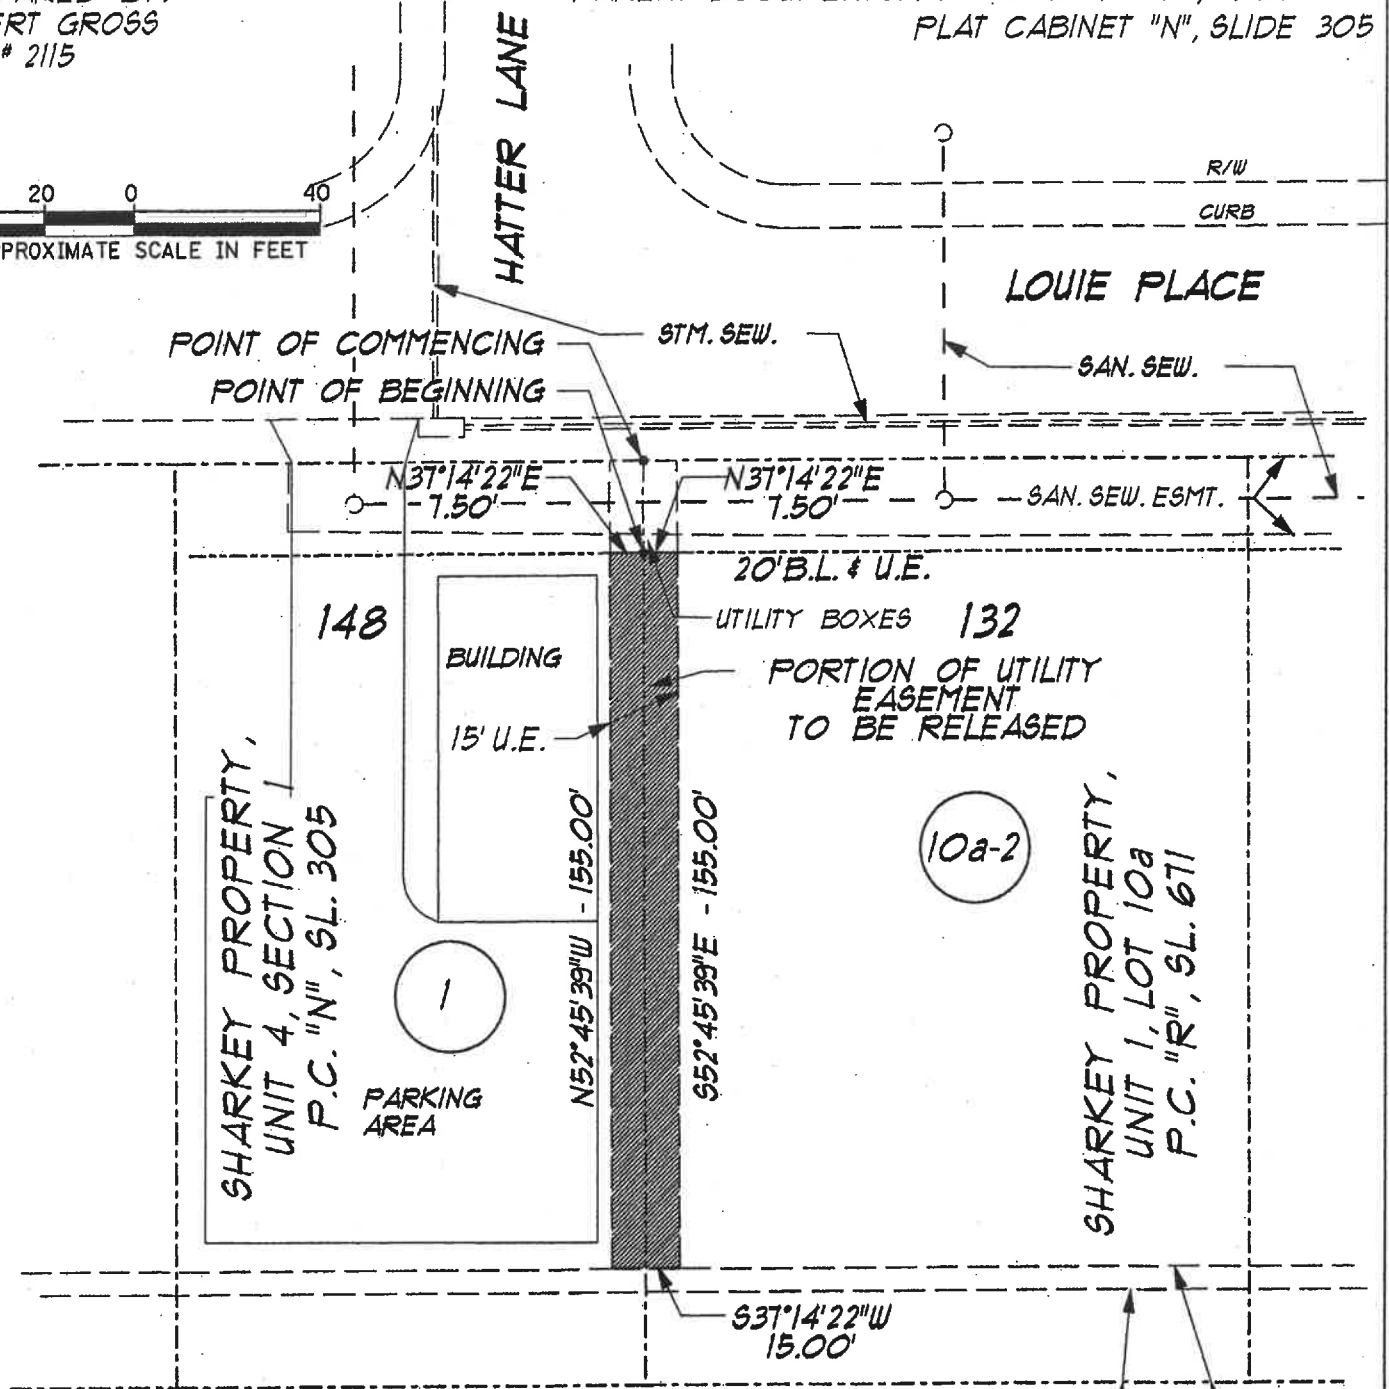 ERT GROSS
# 2115
PLAT CABINET "N", SLIDE 305
HATTER LANE
20 0 40
SCALE IN FEET
R/W
CURB
LOUIE PLACE
POINT OF COMMENCING
STM. SEW.
POINT OF BEGINNING
SAN. SEW.
N37°14'22"E
7.50'
N37°14'22"E
7.50'
SAN. SEW. ESMT.
20' B.L. & U.E.
148
UTILITY BOXES
132
BUILDING
PORTION OF UTILITY
EASEMENT
TO BE RELEASED
15' U.E.
SHARKEY PROPERTY,
UNIT 4, SECTION 1
P.C. "N", SL. 305
N52°45'39"W - 155.00'
S52°45'39"E - 155.00'
10a-2
SHARKEY PROPERTY,
UNIT 1, LOT 10a
P.C. "R", SL. 671
1
PARKING
AREA
S37°14'22"W
15.00'